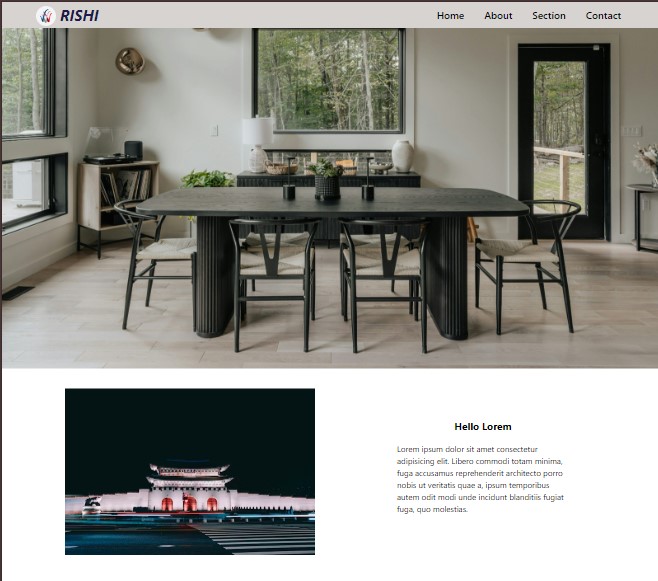 RISHI
Home About Section Contact
Hello Lorem
Lorem ipsum dolor sit amet consectetur
adipisicing elit. Libero commodi totam minima,
fuga accusamus reprehenderit architecto porro
nobis ut veritatis quae a, ipsum temporibus
autem odit modi unde incidunt blanditiis fugiat
fuga, quo molestias.